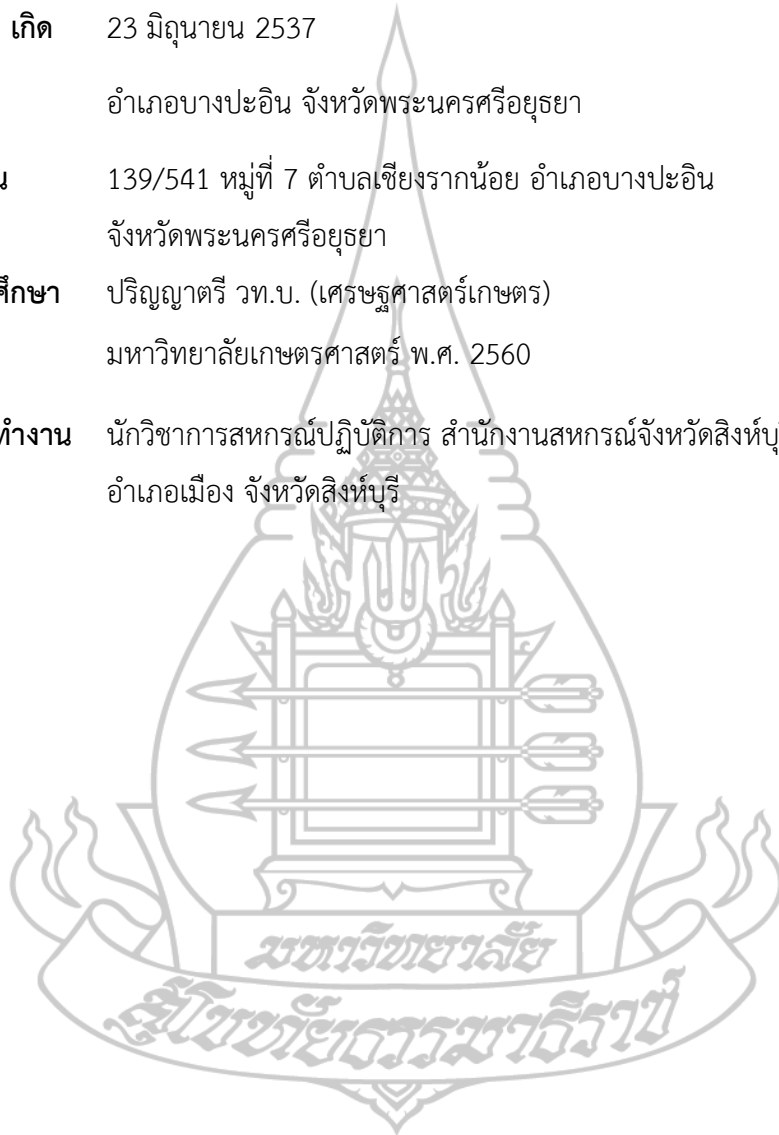 เกิด 23 มิถุนายน 2537
อำเภอบางปะอิน จังหวัดพระนครศรีอยุธยา
139/541 หมู่ที่ 7 ตำบลเชียงรากน้อย อำเภอบางปะอิน
จังหวัดพระนครศรีอยุธยา
ศึกษา ปริญญาตรี วท.บ. (เศรษฐศาสตร์เกษตร)
มหาวิทยาลัยเกษตรศาสตร์ พ.ศ. 2560
ทำงาน นักวิชาการสหกรณ์ปฏิบัติการ สำนักงานสหกรณ์จังหวัดสิงห์บุ
อำเภอเมือง จังหวัดสิงห์บุรี
มหาวิทยาลัย
สุโขทัยธรรมาธิราช